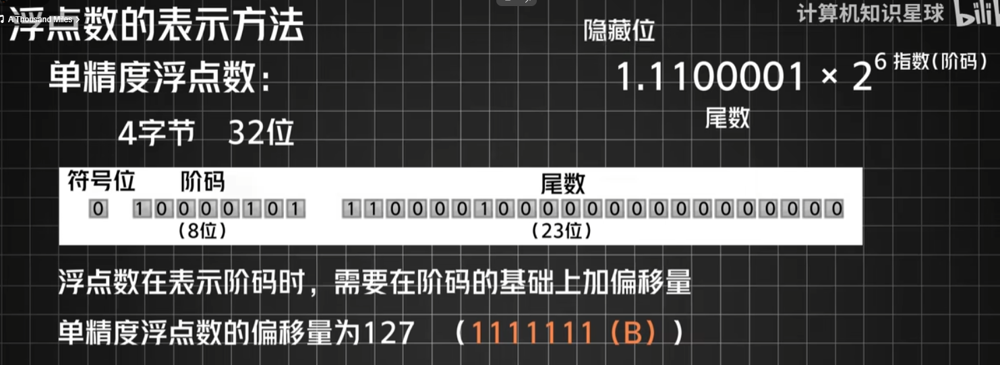 A Thousand Miles
浮点数的表示方法
计算机知识星球 bili
隐藏位
单精度浮点数：
1.1100001 × 2^6 指数(阶码)
尾数
4字节 32位
符号位 阶码 尾数
0 10000101 11000010000000000000000
(8位) (23位)
浮点数在表示阶码时，需要在阶码的基础上加偏移量
单精度浮点数的偏移量为127 （1111111（B））